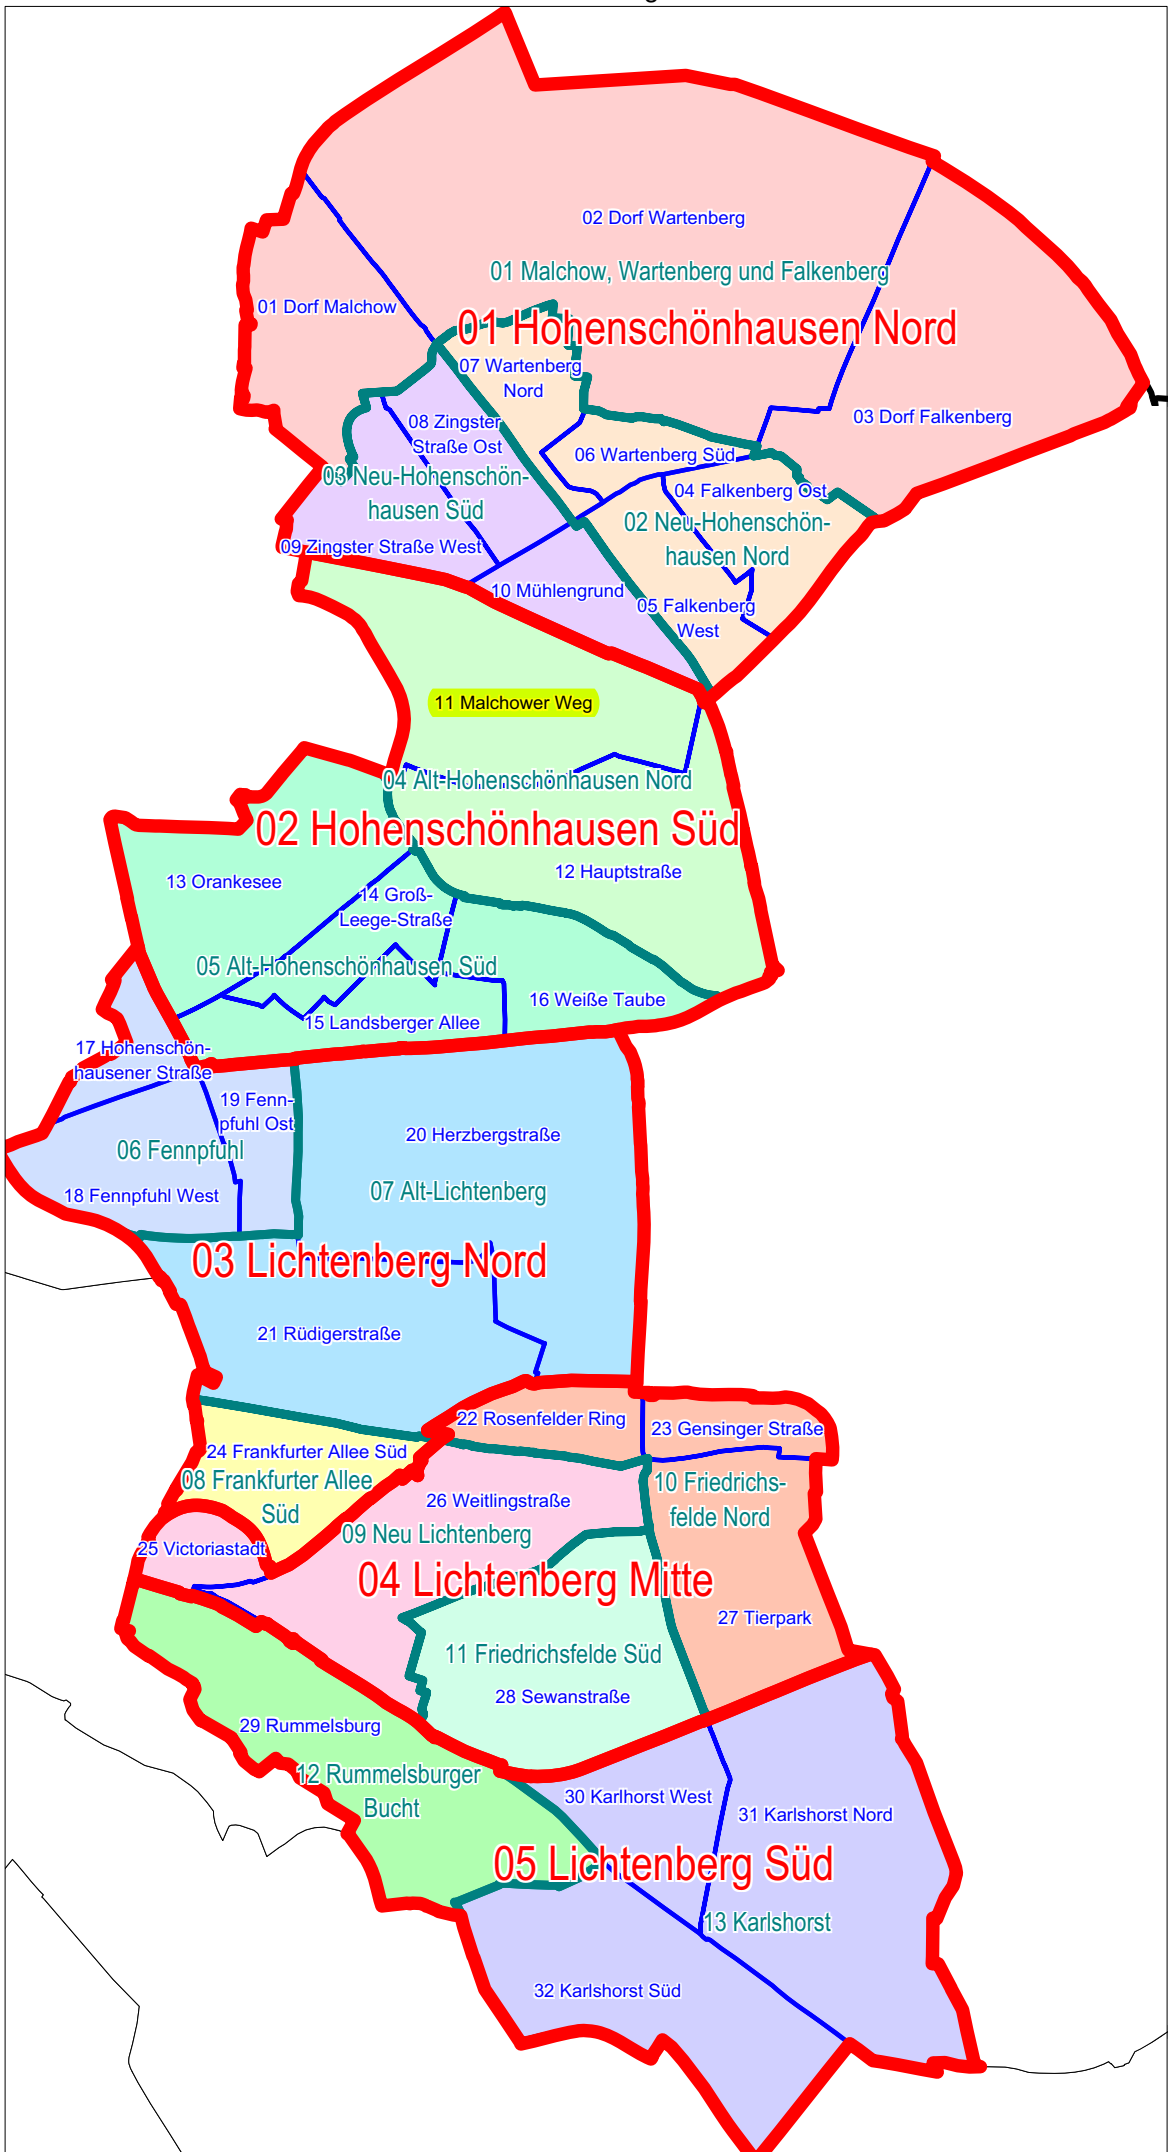 02 Dorf Wartenberg
01 Malchow, Wartenberg und Falkenberg
01 Dorf Malchow
01 Hohenschönhausen Nord
07 Wartenberg
Nord
03 Dorf Falkenberg
08 Zingster
Straße Ost
06 Wartenberg Süd
03 Neu-Hohenschön-
hausen Süd
04 Falkenberg Ost
02 Neu-Hohenschön-
hausen Nord
09 Zingster Straße West
10 Mühlengrund
05 Falkenberg
West
11 Malchower Weg
04 Alt-Hohenschönhausen Nord
02 Hohenschönhausen Süd
12 Hauptstraße
13 Orankesee
14 Groß-
Leege-Straße
05 Alt-Hohenschönhausen Süd
16 Weiße Taube
15 Landsberger Allee
17 Hohenschön-
hausener Straße
19 Fenn-
pfuhl Ost
20 Herzbergstraße
06 Fennpfuhl
18 Fennpfuhl West
07 Alt-Lichtenberg
03 Lichtenberg Nord
21 Rüdigerstraße
22 Rosenfelder Ring
23 Gensinger Straße
24 Frankfurter Allee Süd
08 Frankfurter Allee
Süd
10 Friedrichs-
felde Nord
26 Weitlingstraße
09 Neu Lichtenberg
25 Victoriastadt
04 Lichtenberg Mitte
27 Tierpark
11 Friedrichsfelde Süd
28 Sewanstraße
29 Rummelsburg
12 Rummelsburger
Bucht
30 Karlhorst West
31 Karlshorst Nord
05 Lichtenberg Süd
13 Karlshorst
32 Karlshorst Süd